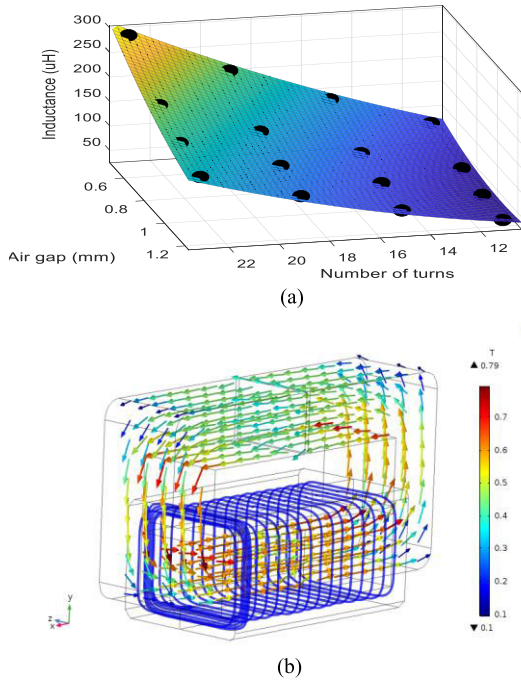 300
250
200
150
100
50
Inductance (uH)
0.6
0.8
1
1.2
Air gap (mm)
22
20
18
16
14
12
Number of turns
(a)
T
▲ 0.79
0.7
0.6
0.5
0.4
0.3
0.2
0.1
▼ 0.1
y
z
x
(b)